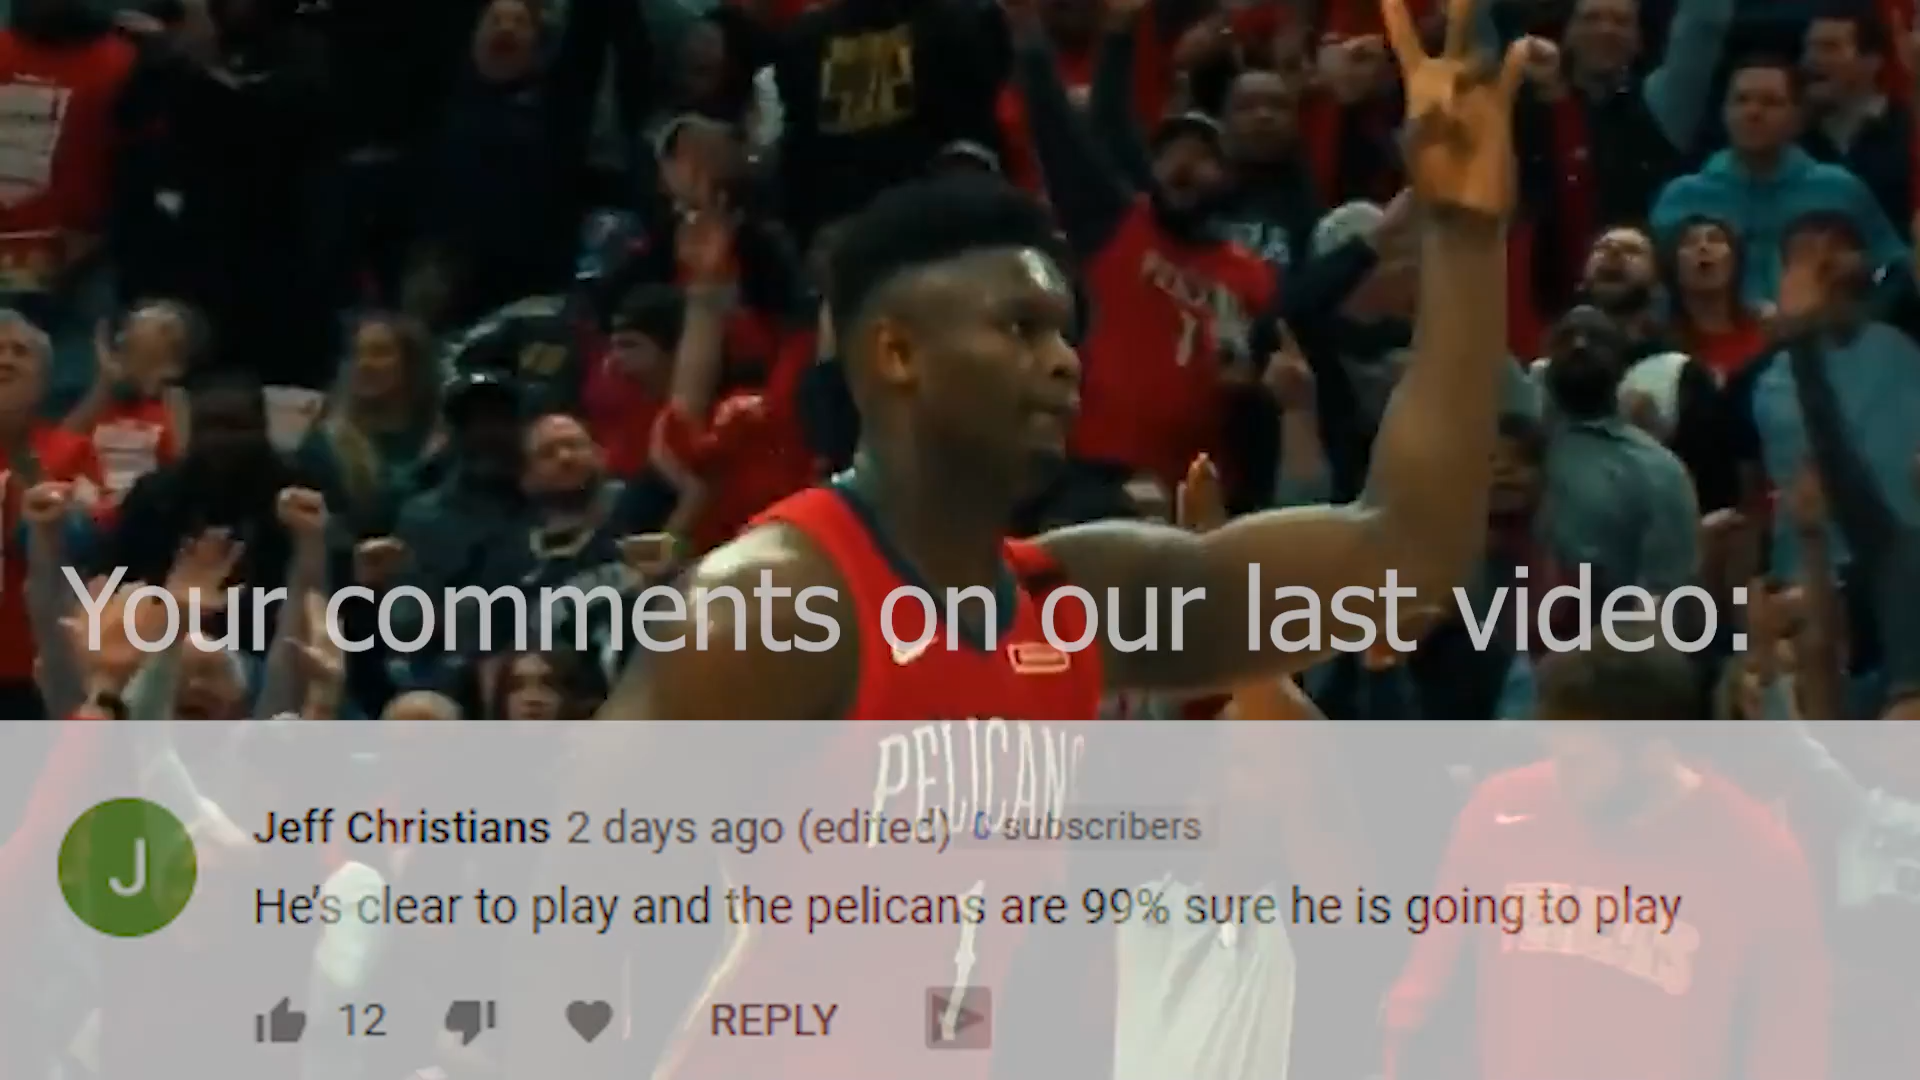 Your comments on our last video:
PELICANS
Jeff Christians 2 days ago (edited) subscribers
J
He's clear to play and the pelicans are 99% sure he is going to play
12
REPLY